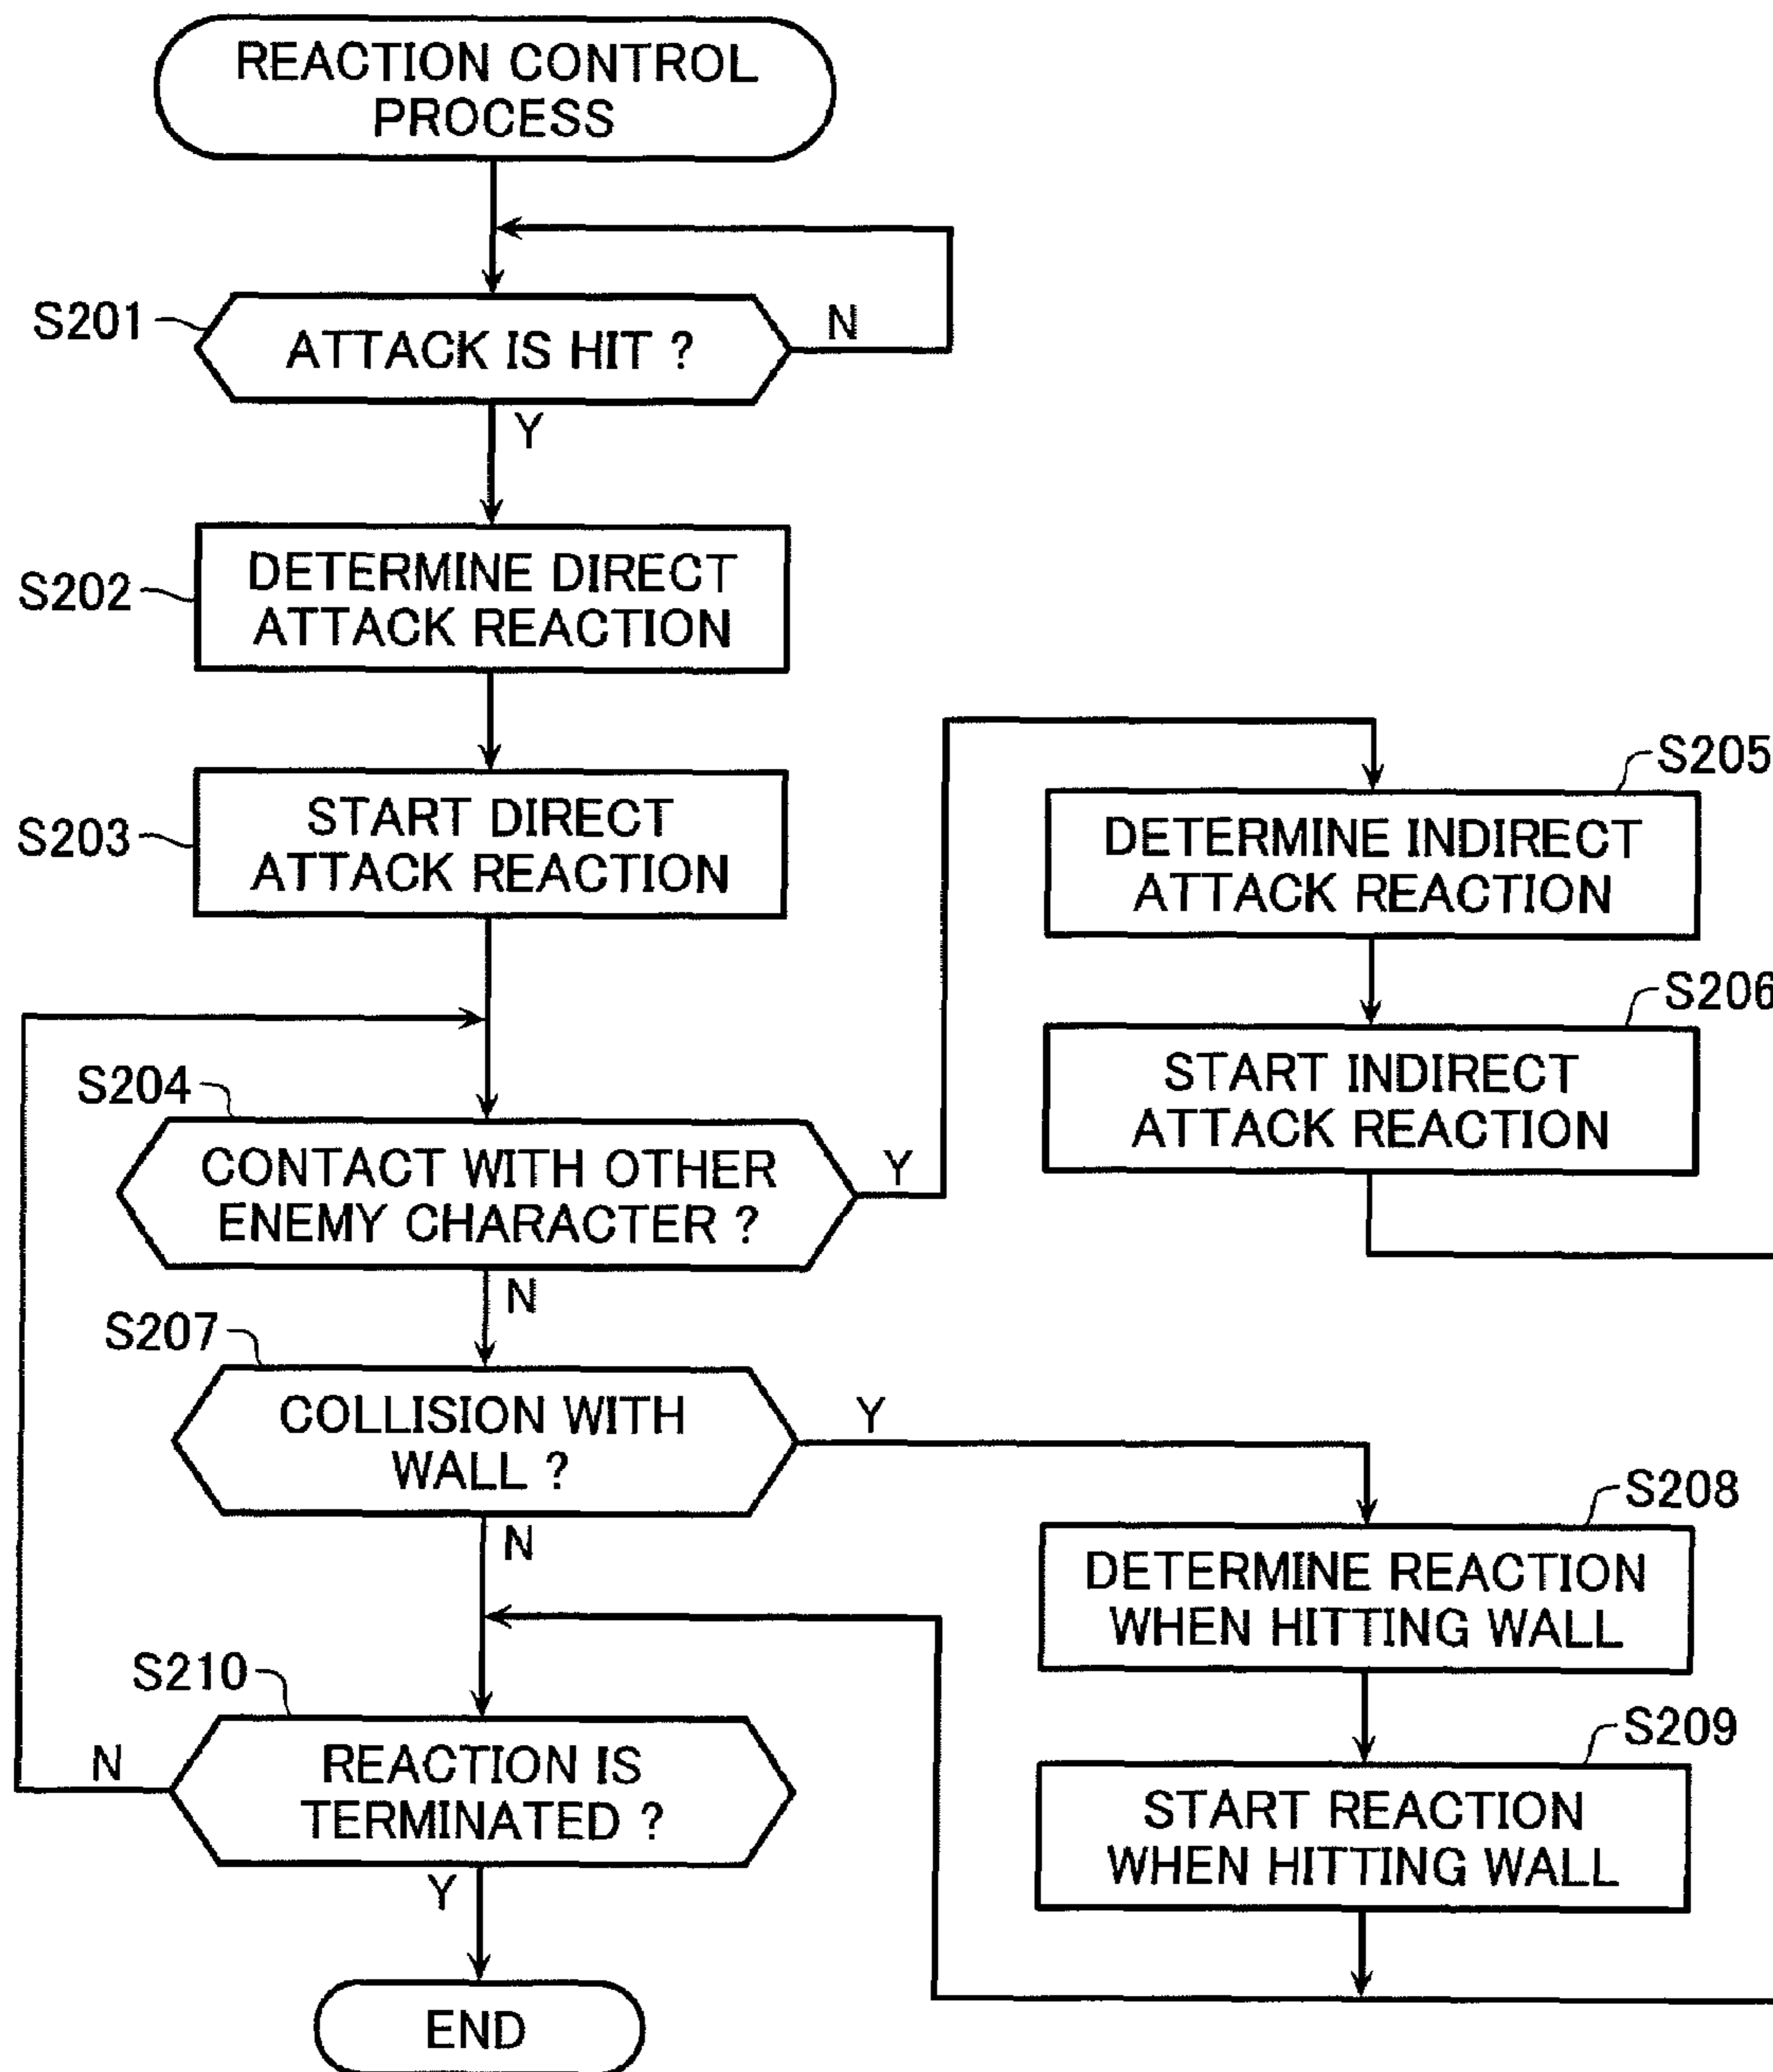 REACTION CONTROL
PROCESS
S201
ATTACK IS HIT ?
N
Y
S202
DETERMINE DIRECT
ATTACK REACTION
S203
START DIRECT
ATTACK REACTION
S205
DETERMINE INDIRECT
ATTACK REACTION
S206
START INDIRECT
ATTACK REACTION
S204
CONTACT WITH OTHER
ENEMY CHARACTER ?
Y
N
S207
COLLISION WITH
WALL ?
Y
N
S208
DETERMINE REACTION
WHEN HITTING WALL
S209
START REACTION
WHEN HITTING WALL
S210
REACTION IS
TERMINATED ?
N
Y
END